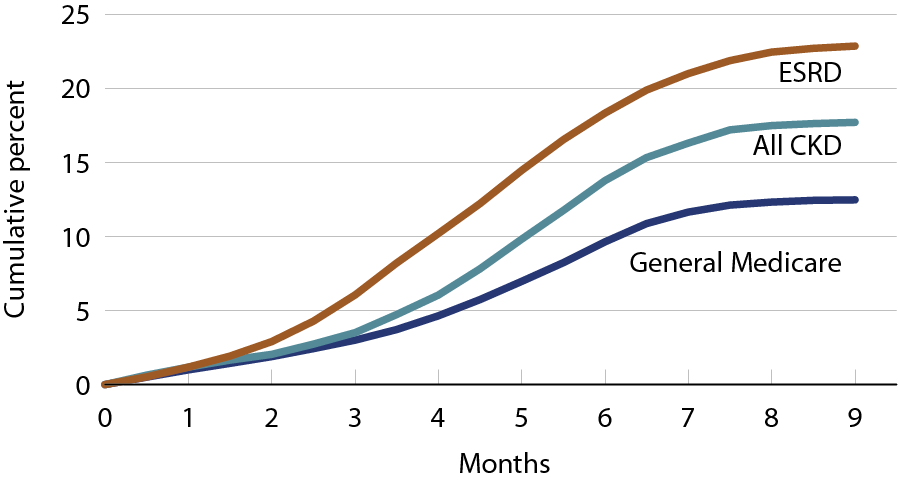 25
20
15
10
5
0
Cumulative percent
ESRD
All CKD
General Medicare
0 1 2 3 4 5 6 7 8 9
Months